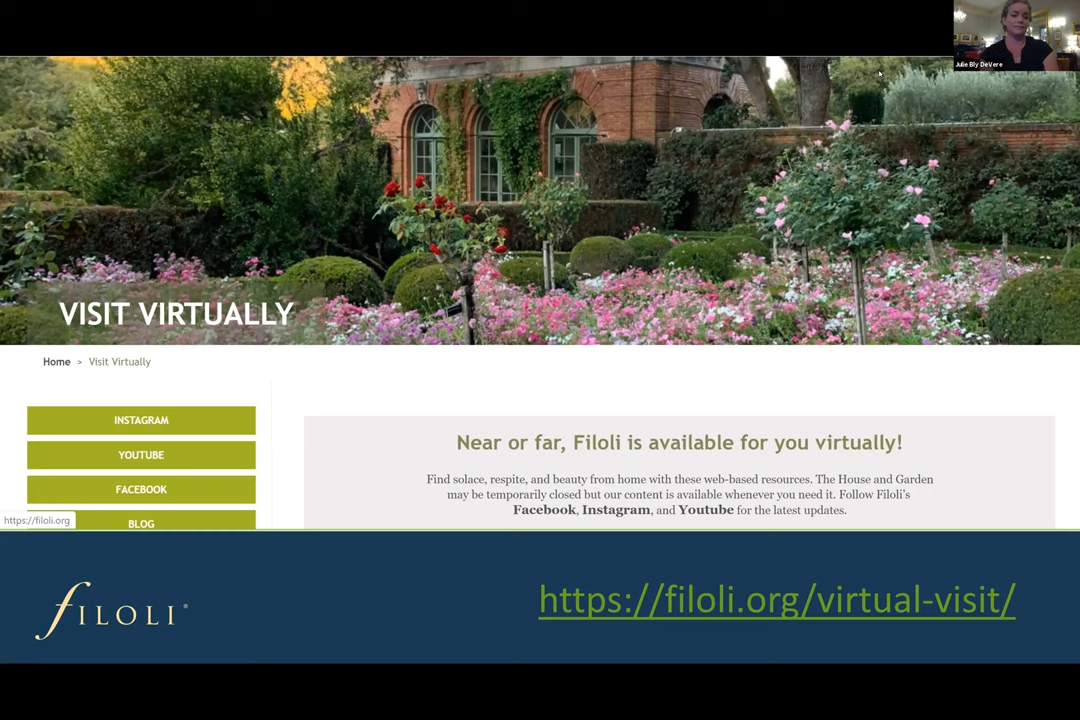 Julie Bly DeVere
VISIT VIRTUALLY
Home > Visit Virtually
INSTAGRAM
YOUTUBE
FACEBOOK
BLOG
Near or far, Filoli is available for you virtually!
Find solace, respite, and beauty from home with these web-based resources. The House and Garden
may be temporarily closed but our content is available whenever you need it. Follow Filoli’s
Facebook, Instagram, and Youtube for the latest updates.
https://filoli.org
FILOLI®
https://filoli.org/virtual-visit/